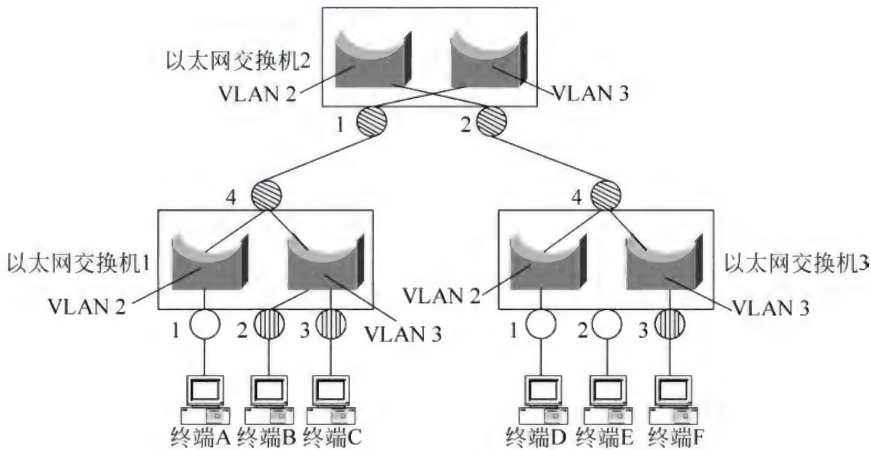 以太网交换机2
VLAN 2
VLAN 3
1
2
4
4
以太网交换机1
以太网交换机3
VLAN 2
VLAN 3
VLAN 2
VLAN 3
1
2
3
1
2
3
终端A 终端B 终端C
终端D 终端E 终端F